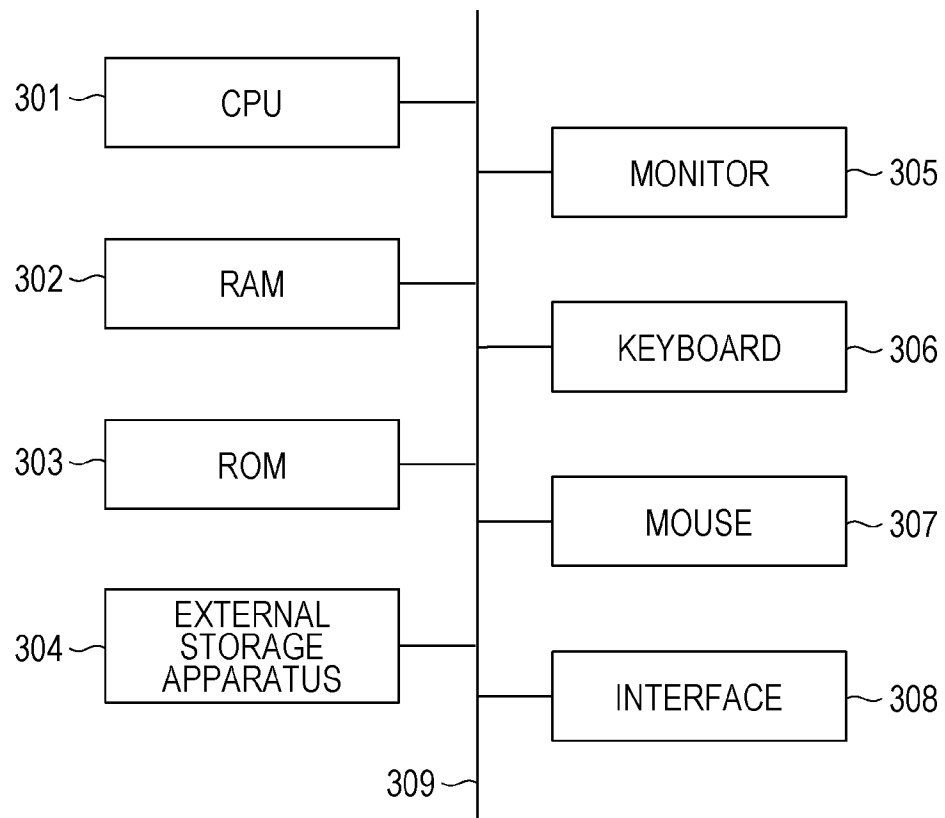 301
CPU
MONITOR
305
302
RAM
KEYBOARD
306
303
ROM
MOUSE
307
304
EXTERNAL
STORAGE
APPARATUS
INTERFACE
308
309